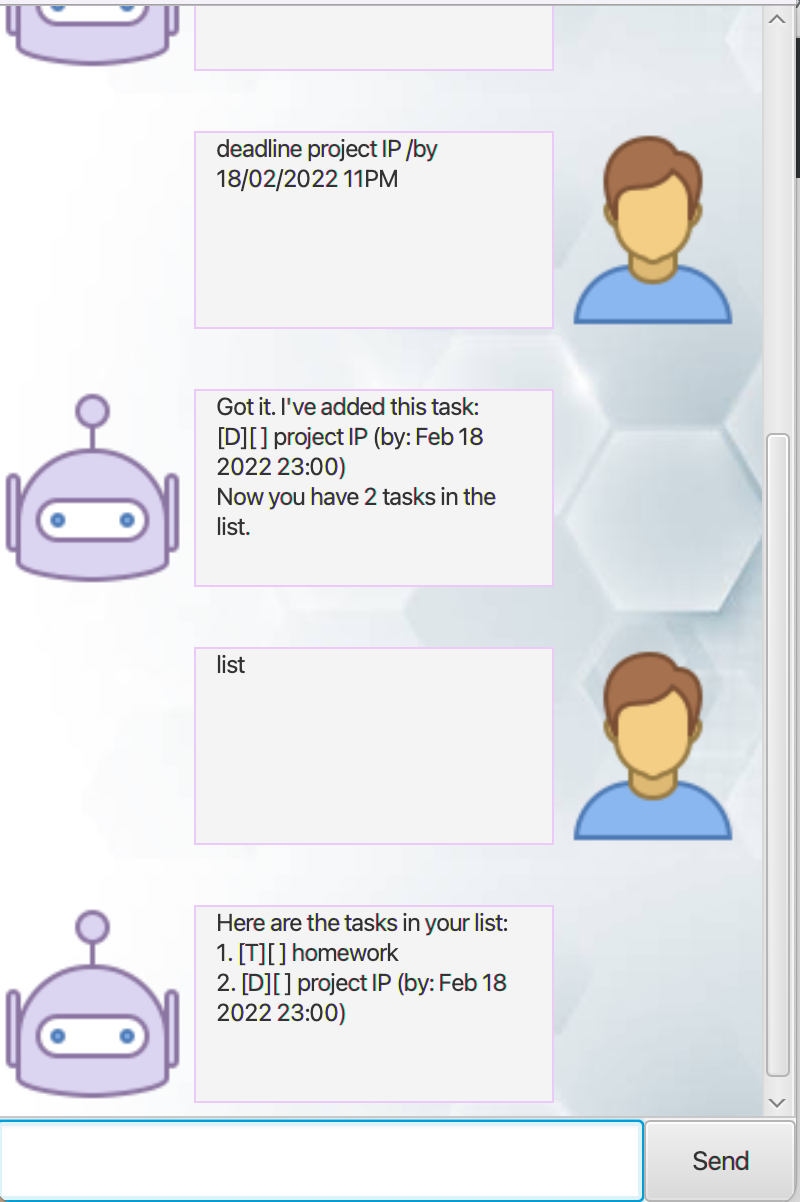 deadline project IP /by
18/02/2022 11PM
Got it. I've added this task:
[D][ ] project IP (by: Feb 18
2022 23:00)
Now you have 2 tasks in the
list.
list
Here are the tasks in your list:
1. [T][ ] homework
2. [D][ ] project IP (by: Feb 18
2022 23:00)
Send